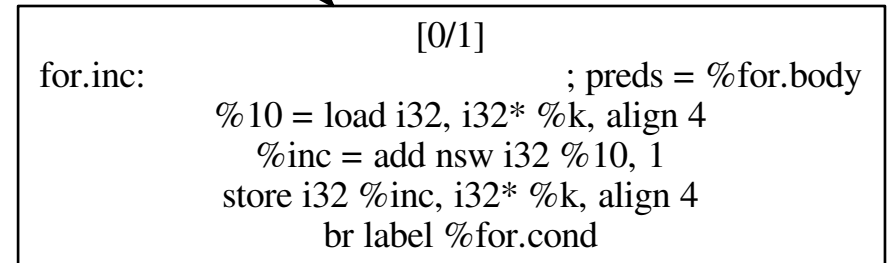 [0/1]
for.inc: ; preds = %for.body
%10 = load i32, i32* %k, align 4
%inc = add nsw i32 %10, 1
store i32 %inc, i32* %k, align 4
br label %for.cond